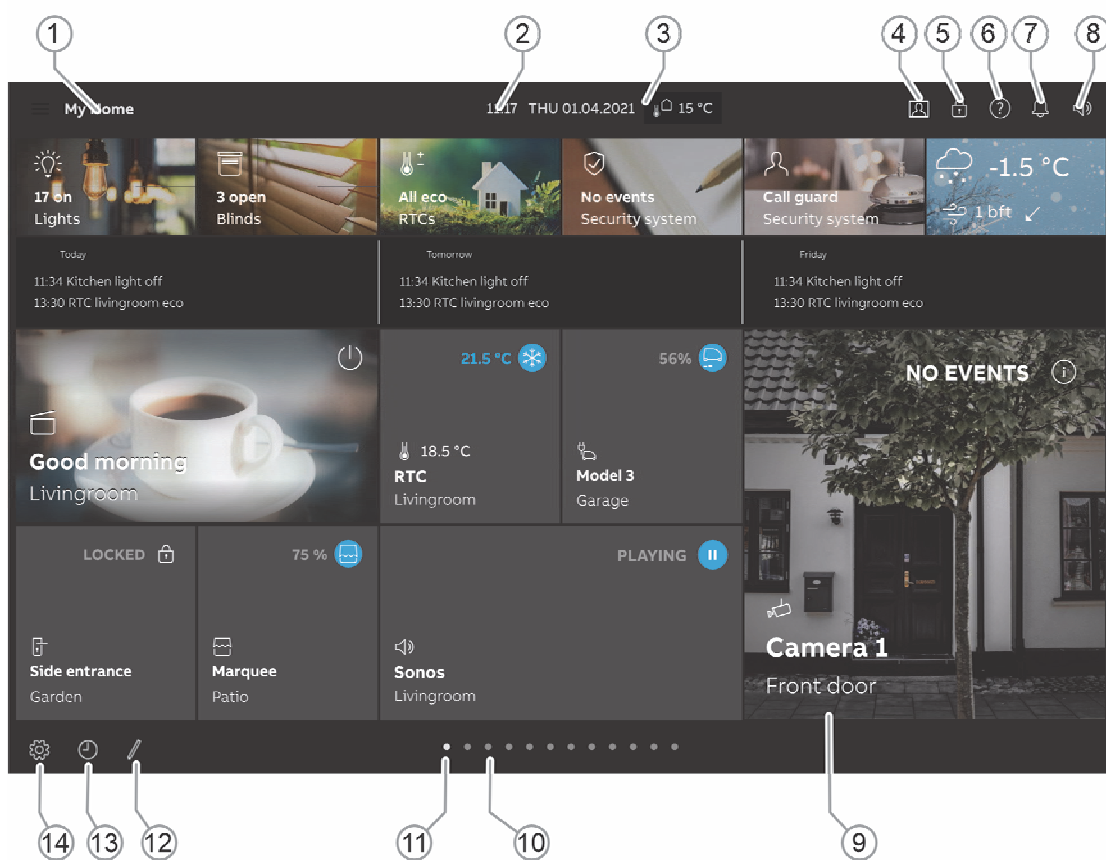 1 2 3 4 5 6 7 8
My Home
11:17 THU 01.04.2021 15 °C
17 on
Lights
3 open
Blinds
All eco
RTCs
No events
Security system
Call guard
Security system
-1.5 °C
1 bft
Today
11:34 Kitchen light off
13:30 RTC livingroom eco
Tomorrow
11:34 Kitchen light off
13:30 RTC livingroom eco
Friday
11:34 Kitchen light off
13:30 RTC livingroom eco
Good morning
Livingroom
21.5 °C
18.5 °C
RTC
Livingroom
56%
Model 3
Garage
NO EVENTS
i
LOCKED
Side entrance
Garden
75 %
Marquee
Patio
PLAYING
Sonos
Livingroom
Camera 1
Front door
14 13 12 11 10 9